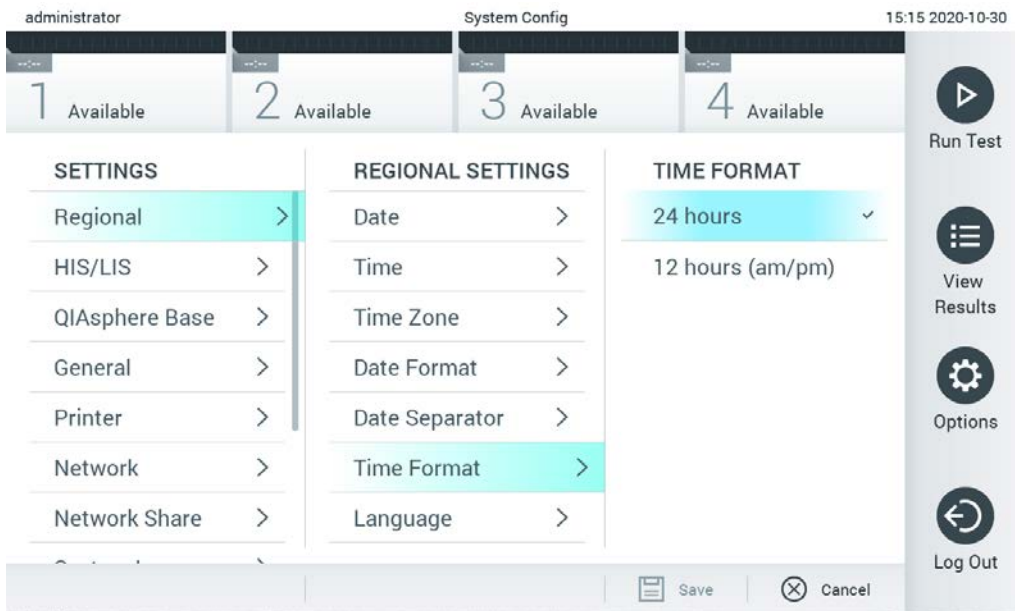 administrator System Config 15:15 2020-10-30
--:-- --:-- --:-- --:--
1 Available 2 Available 3 Available 4 Available
Run Test
SETTINGS
Regional
HIS/LIS
QIAsphere Base
General
Printer
Network
Network Share
REGIONAL SETTINGS
Date
Time
Time Zone
Date Format
Date Separator
Time Format
Language
TIME FORMAT
24 hours
12 hours (am/pm)
View
Results
Options
Log Out
Save Cancel